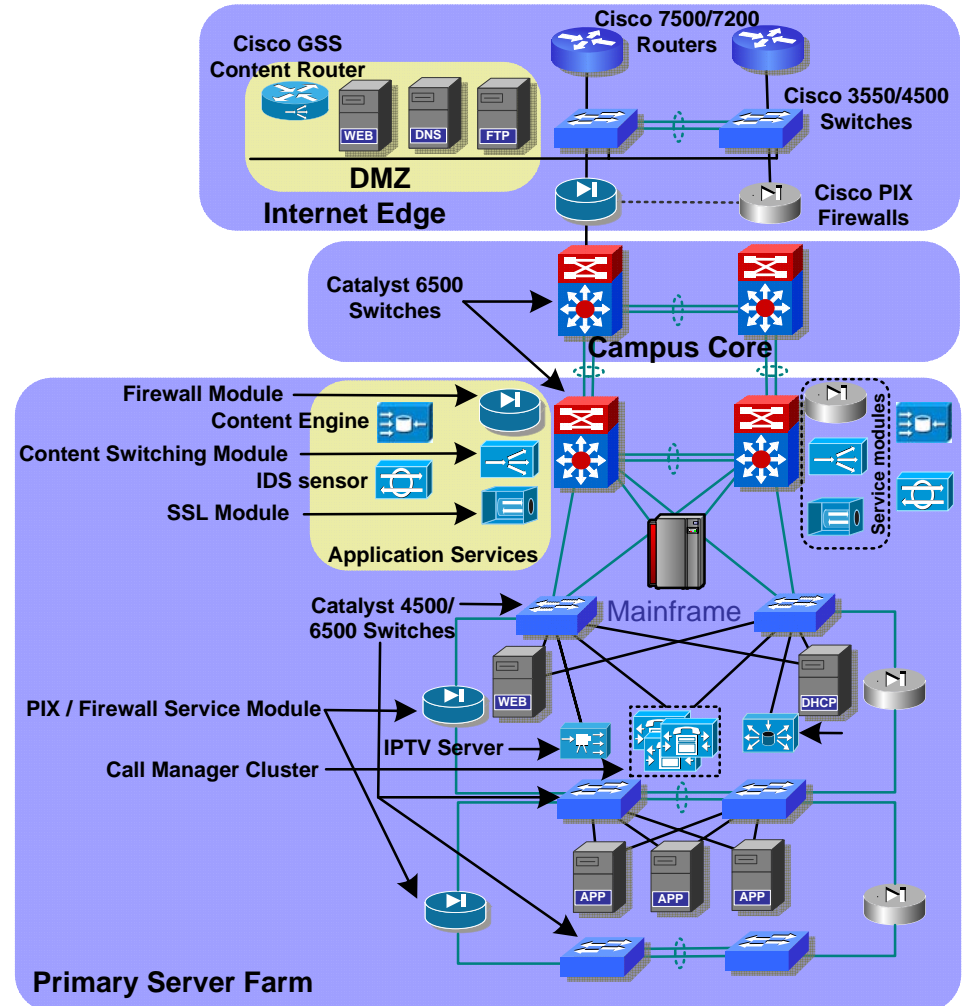 Cisco 7500/7200
Routers
Cisco GSS
Content Router
Cisco 3550/4500
Switches
WEB
DNS
FTP
DMZ
Internet Edge
Cisco PIX
Firewalls
Catalyst 6500
Switches
Campus Core
Firewall Module
Content Engine
Content Switching Module
IDS sensor
SSL Module
Application Services
Service modules
Mainframe
Catalyst 4500/
6500 Switches
WEB
DHCP
PIX / Firewall Service Module
IPTV Server
Call Manager Cluster
APP
APP
APP
Primary Server Farm